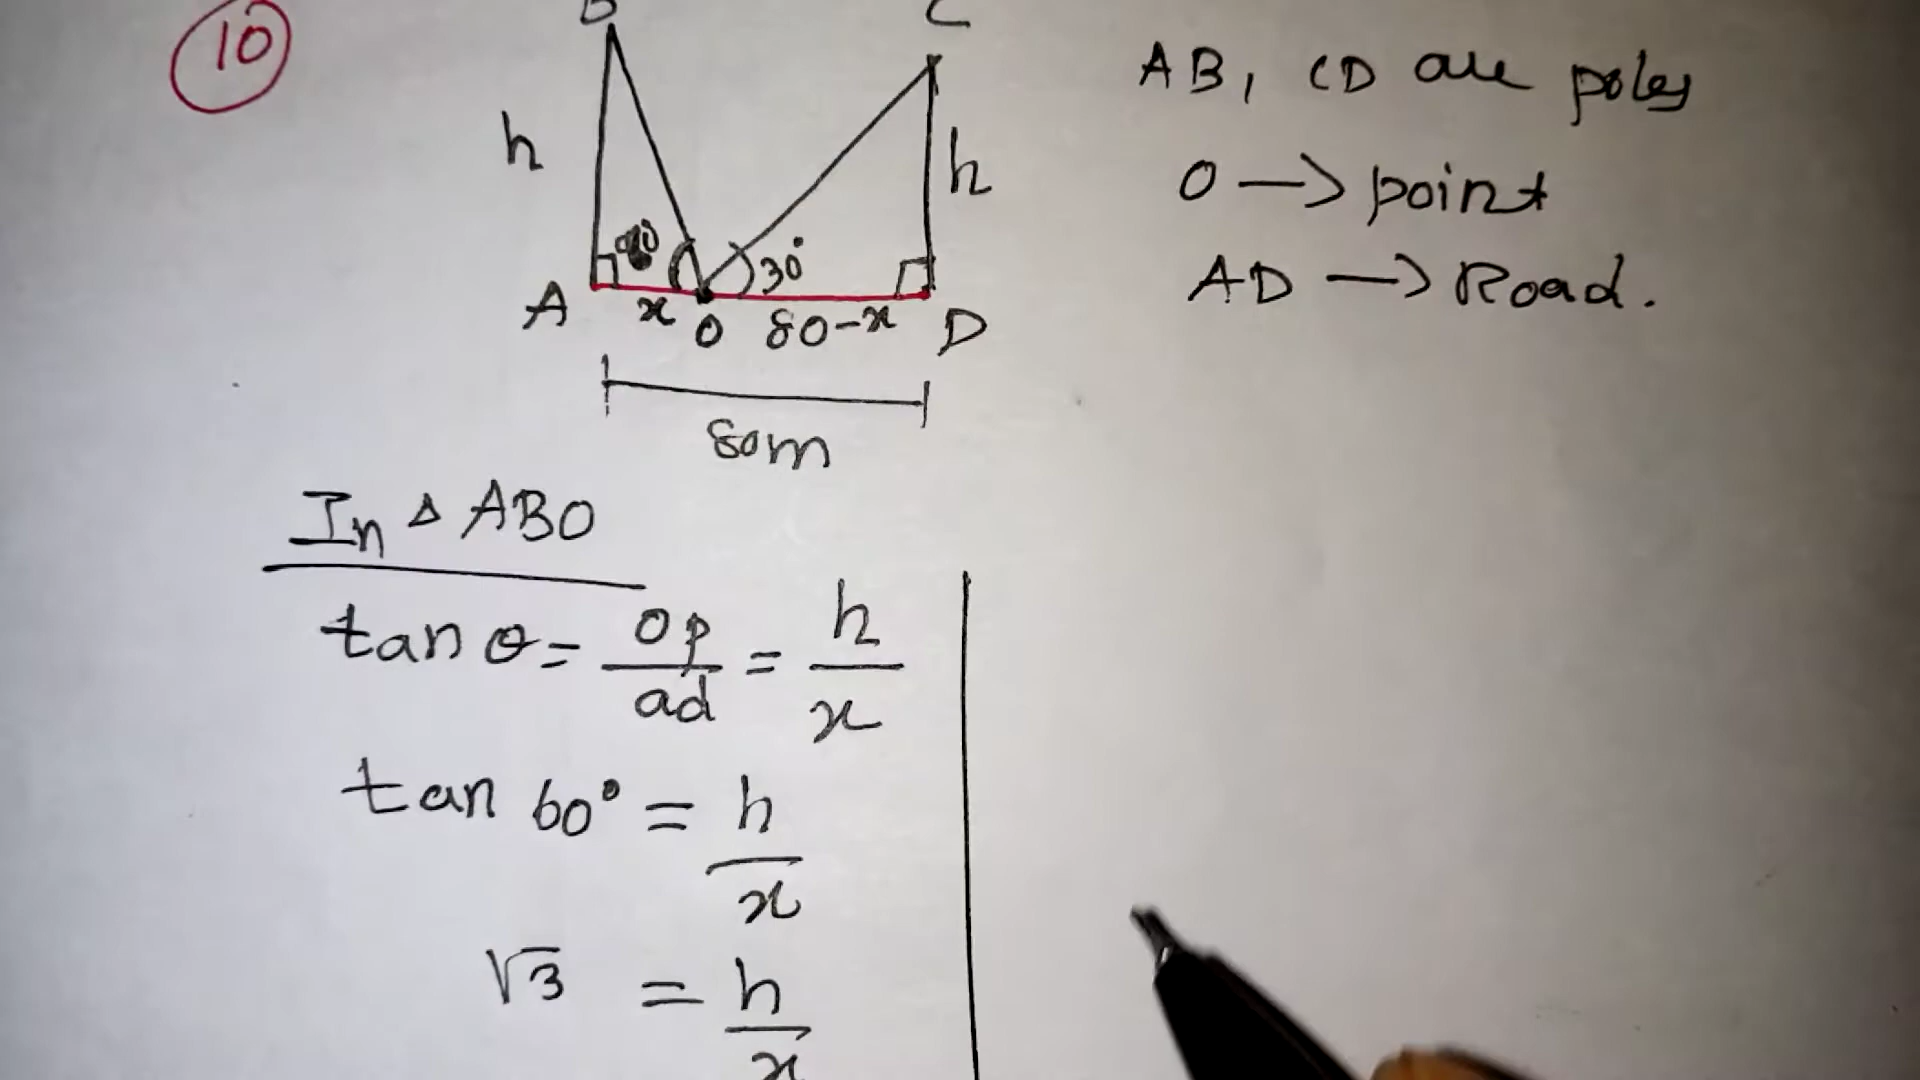 10
B C
AB, CD are poles
h h
O → point
60° 30°
A x O 80-x D
AD → Road.
80m
In △ ABO
tan θ = op/ad = h/x
tan 60° = h/x
√3 = h/x